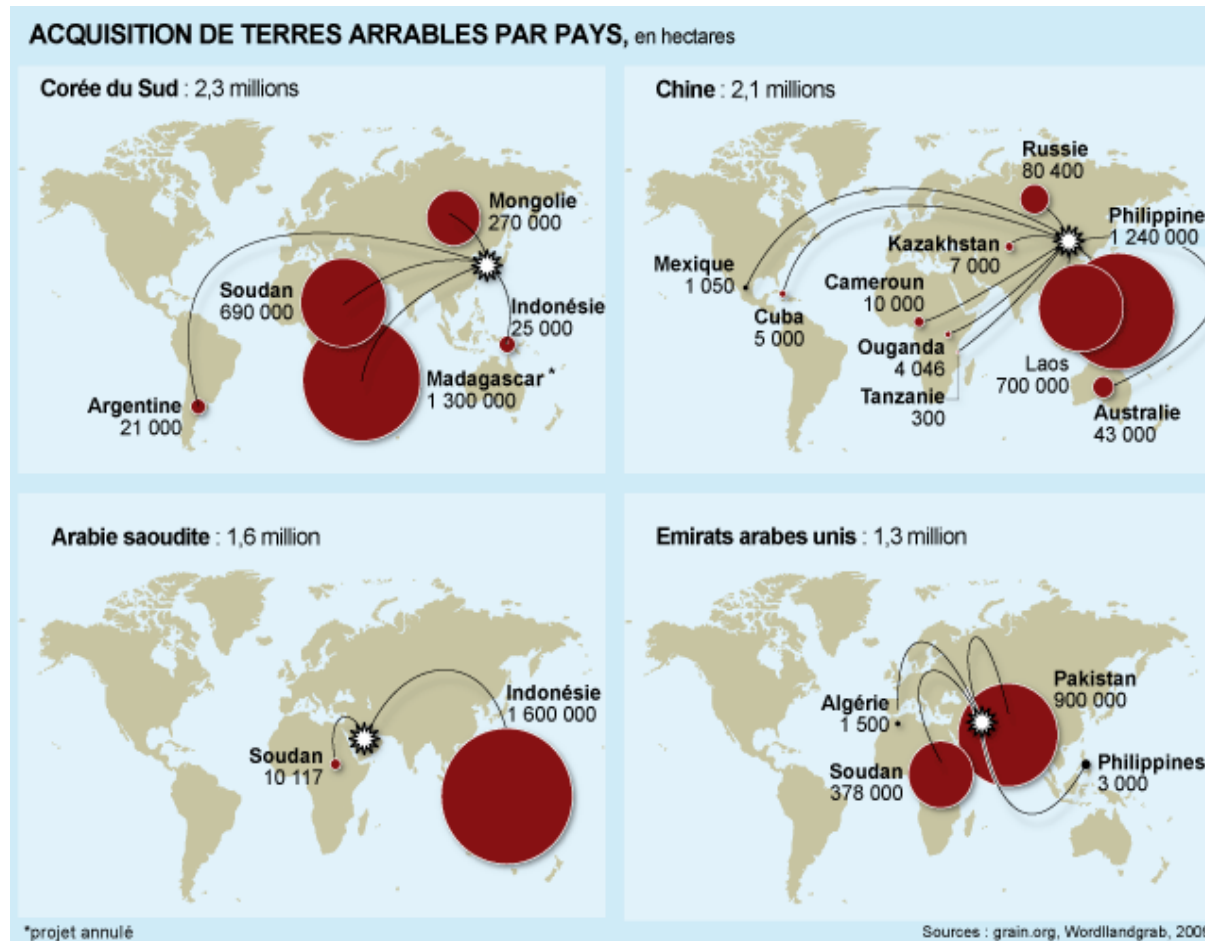 ACQUISITION DE TERRES ARRABLES PAR PAYS, en hectares
Corée du Sud : 2,3 millions
Mongolie
270 000
Soudan
690 000
Indonésie
25 000
Madagascar *
1 300 000
Argentine
21 000
Chine : 2,1 millions
Russie
80 400
Philippine
1 240 000
Kazakhstan
7 000
Mexique
1 050
Cameroun
10 000
Cuba
5 000
Ouganda
4 046
Laos
700 000
Tanzanie
300
Australie
43 000
Arabie saoudite : 1,6 million
Indonésie
1 600 000
Soudan
10 117
Emirats arabes unis : 1,3 million
Pakistan
900 000
Algérie
1 500
Soudan
378 000
Philippines
3 000
*projet annulé
Sources : grain.org, Wordllandgrab, 2009